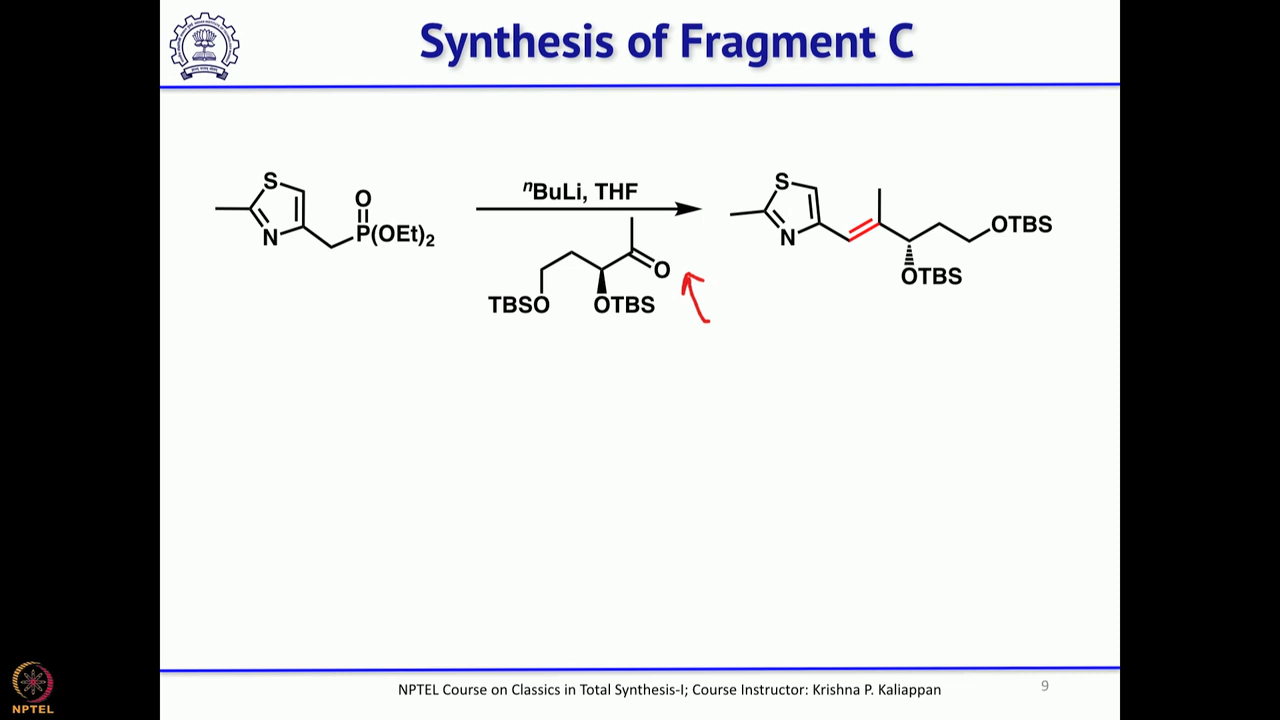 Synthesis of Fragment C
S
N
O
P(OEt)₂
ⁿBuLi, THF
O
TBSO
OTBS
S
N
OTBS
OTBS
NPTEL
NPTEL Course on Classics in Total Synthesis-I; Course Instructor: Krishna P. Kaliappan
9